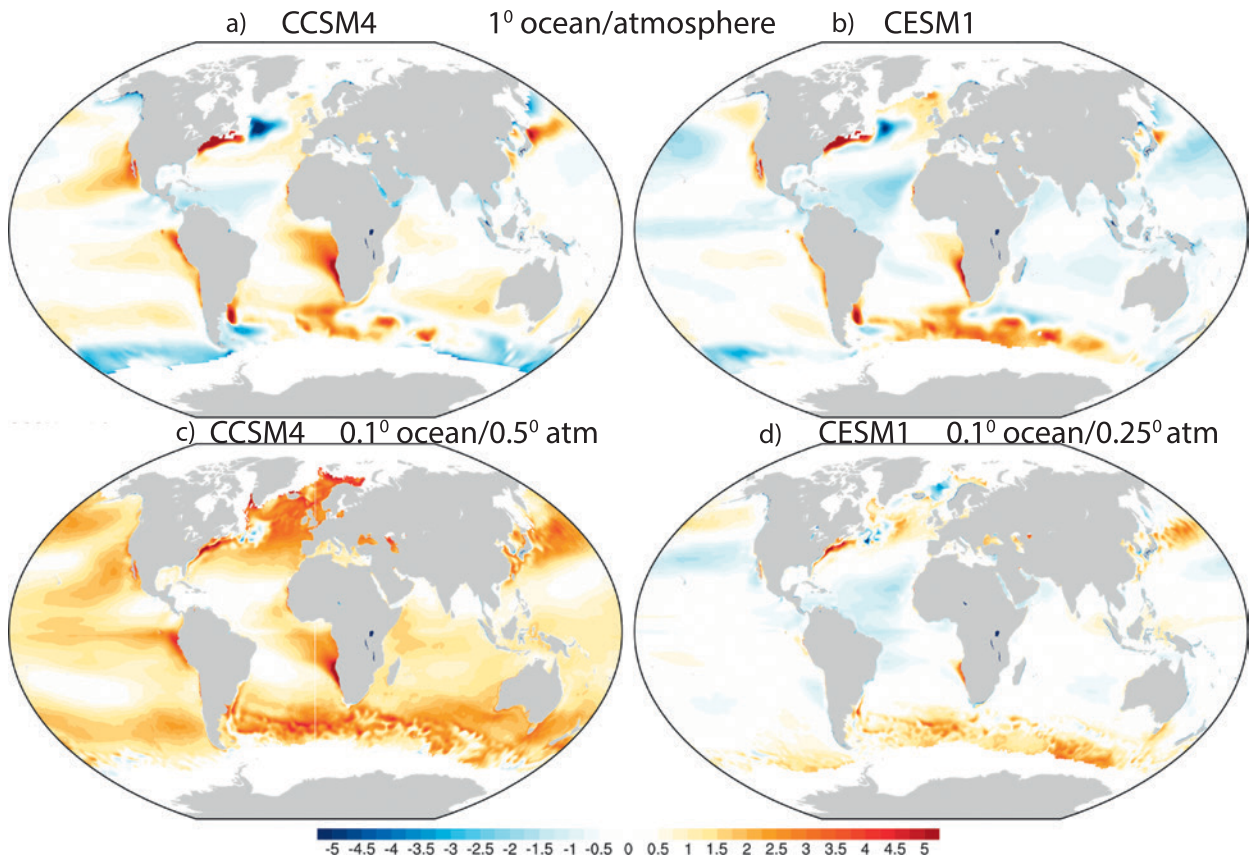 a) CCSM4 1⁰ ocean/atmosphere b) CESM1
c) CCSM4 0.1⁰ ocean/0.5⁰ atm d) CESM1 0.1⁰ ocean/0.25⁰ atm
-5 -4.5 -4 -3.5 -3 -2.5 -2 -1.5 -1 -0.5 0 0.5 1 1.5 2 2.5 3 3.5 4 4.5 5